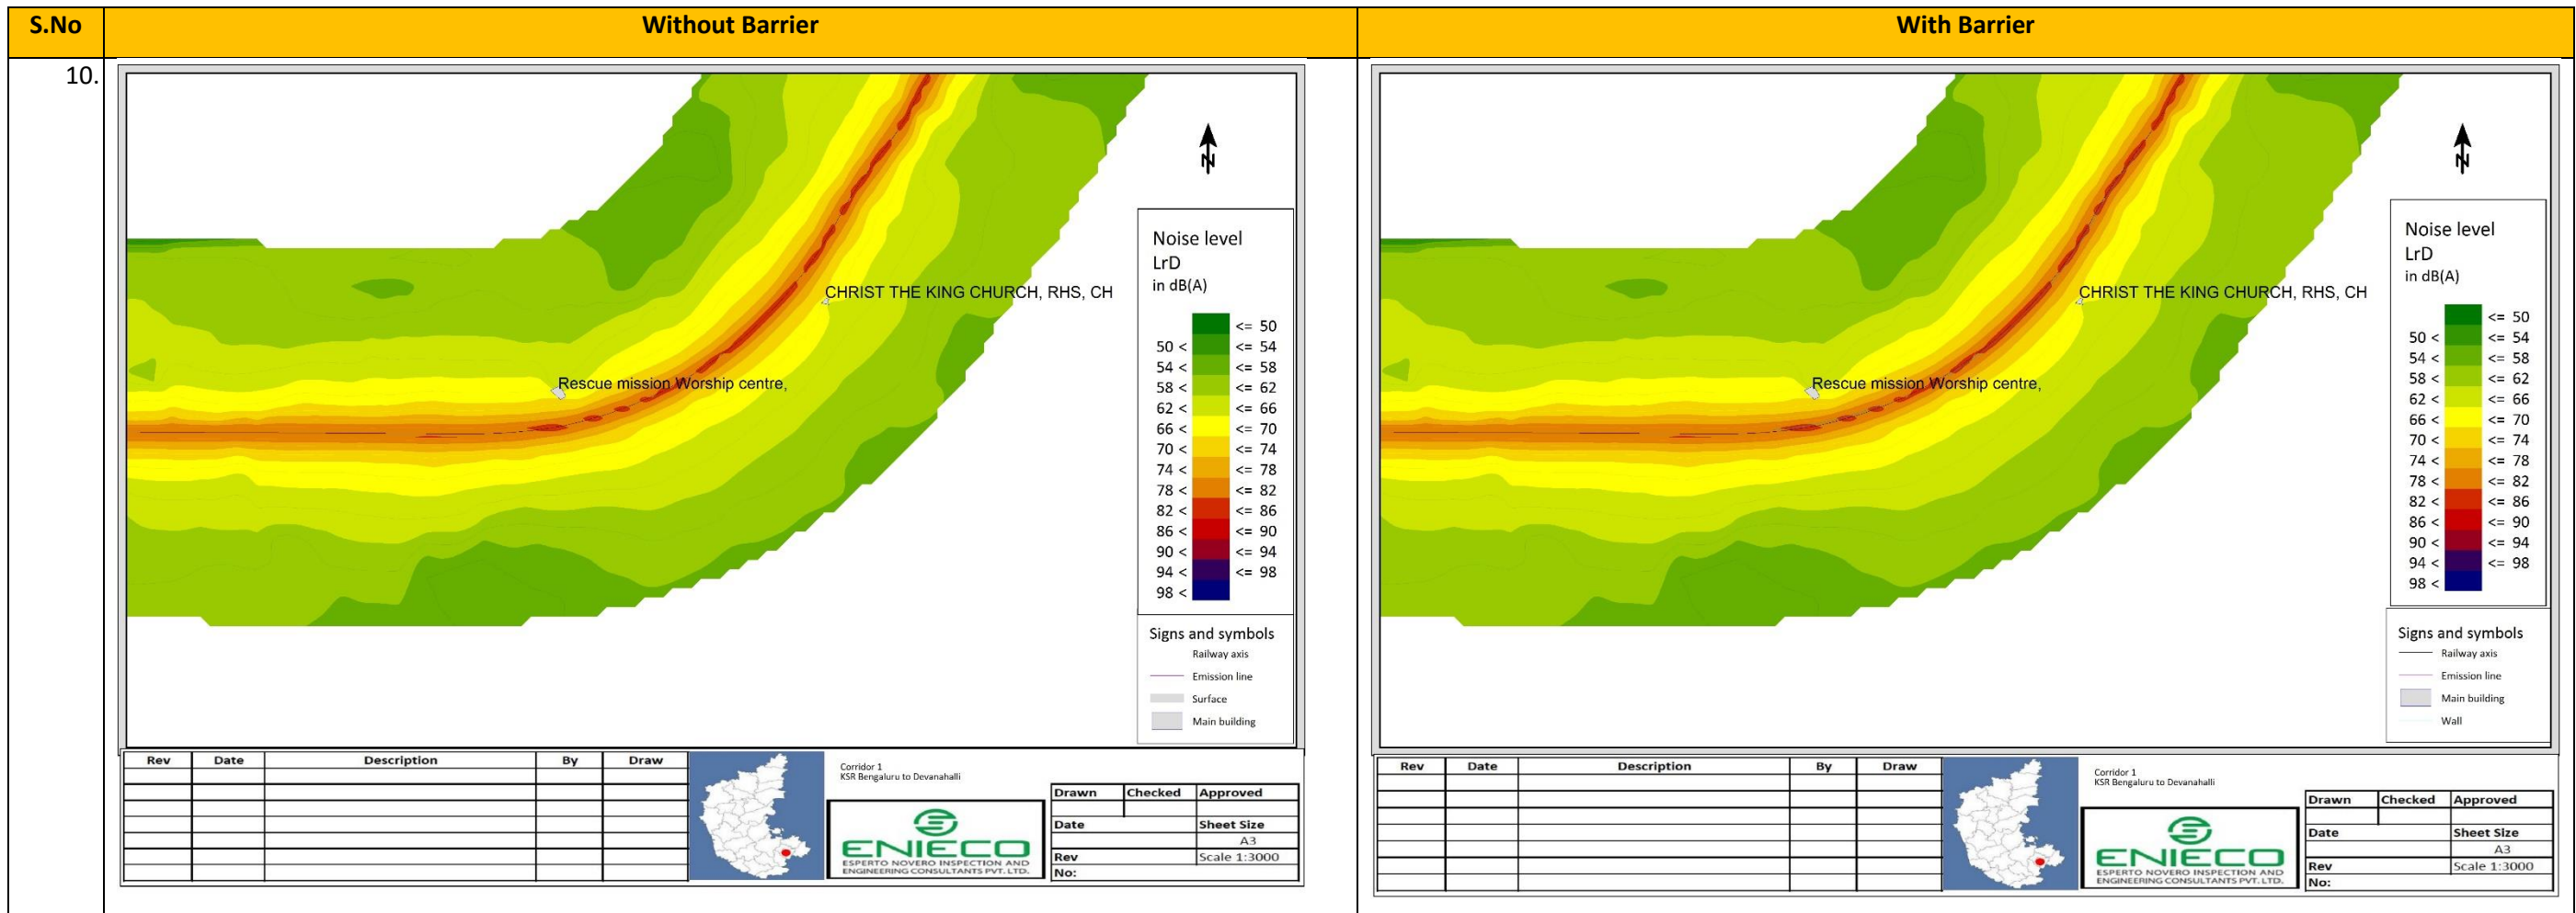 S.No Without Barrier With Barrier
10.
N
Noise level
LrD
in dB(A)
<= 50
50 < <= 54
54 < <= 58
58 < <= 62
62 < <= 66
66 < <= 70
70 < <= 74
74 < <= 78
78 < <= 82
82 < <= 86
86 < <= 90
90 < <= 94
94 < <= 98
98 <
CHRIST THE KING CHURCH, RHS, CH
Rescue mission Worship centre,
Signs and symbols
Railway axis
Emission line
Surface
Main building
Rev Date Description By Draw
Corridor 1
KSR Bengaluru to Devanahalli
ENIECO
ESPERTO NOVERO INSPECTION AND
ENGINEERING CONSULTANTS PVT. LTD.
Drawn Checked Approved
Date Sheet Size
A3
Rev Scale 1:3000
No:
N
Noise level
LrD
in dB(A)
<= 50
50 < <= 54
54 < <= 58
58 < <= 62
62 < <= 66
66 < <= 70
70 < <= 74
74 < <= 78
78 < <= 82
82 < <= 86
86 < <= 90
90 < <= 94
94 < <= 98
98 <
CHRIST THE KING CHURCH, RHS, CH
Rescue mission Worship centre,
Signs and symbols
Railway axis
Emission line
Main building
Wall
Rev Date Description By Draw
Corridor 1
KSR Bengaluru to Devanahalli
ENIECO
ESPERTO NOVERO INSPECTION AND
ENGINEERING CONSULTANTS PVT. LTD.
Drawn Checked Approved
Date Sheet Size
A3
Rev Scale 1:3000
No: